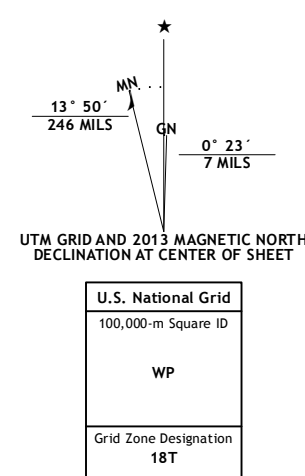 MN
GN
13° 50´
246 MILS
0° 23´
7 MILS
UTM GRID AND 2013 MAGNETIC NORTH
DECLINATION AT CENTER OF SHEET
U.S. National Grid
100,000-m Square ID
WP
Grid Zone Designation
18T